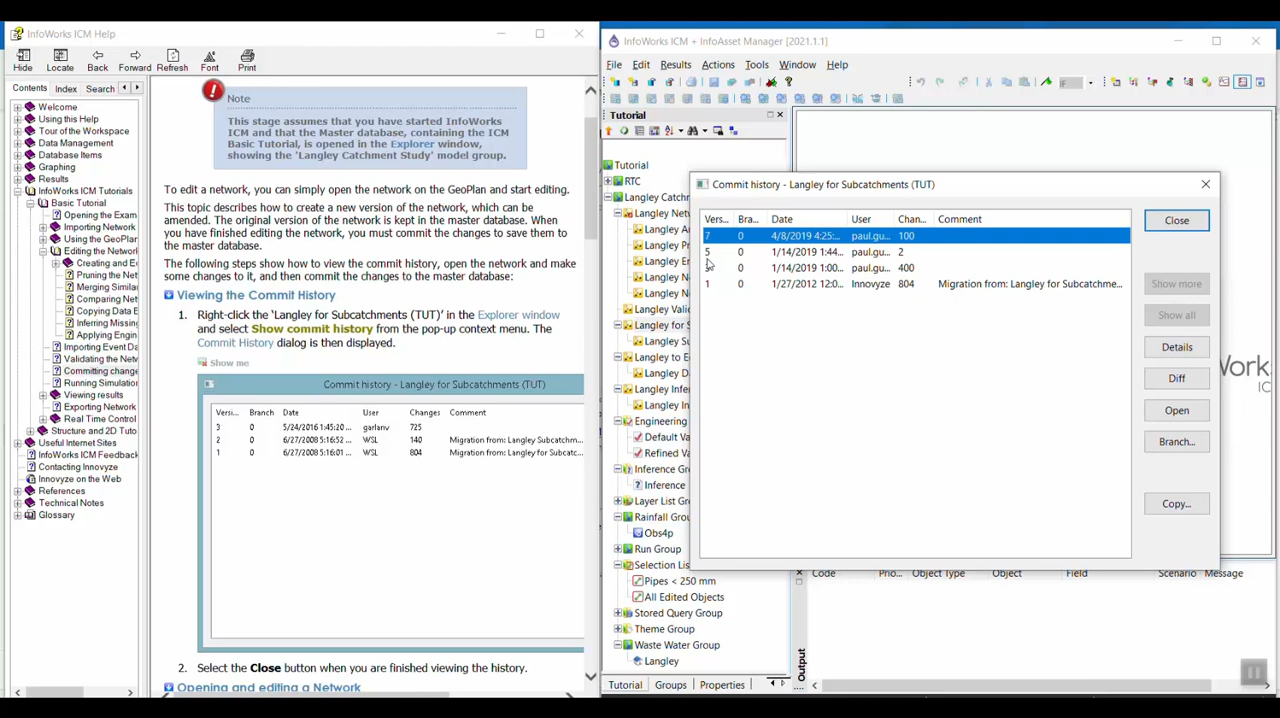 InfoWorks ICM Help
Hide
Locate
Back
Forward
Refresh
Font
Print
Contents
Index
Search
Welcome
Using this Help
Tour of the Workspace
Data Management
Database Items
Graphing
Results
InfoWorks ICM Tutorials
Basic Tutorial
Opening the Exam
Importing Network
Using the GeoPlan
Editing the Network
Creating and E
Pruning the Net
Merging Similar
Comparing Net
Copying Data B
Inferring Missing
Applying Engin
Importing Event Da
Validating the Netw
Committing change
Running Simulation
Viewing results
Exporting Network
Real Time Control
Structure and 2D Tuto
Useful Internet Sites
InfoWorks ICM Feedback
Contacting Innovyze
Innovyze on the Web
References
Technical Notes
Glossary
Note
This stage assumes that you have started InfoWorks
ICM and that the Master database, containing the ICM
Basic Tutorial, is opened in the Explorer window,
showing the 'Langley Catchment Study' model group.
To edit a network, you can simply open the network on the GeoPlan and start editing.
This topic describes how to create a new version of the network, which can be
amended. The original version of the network is kept in the master database. When
you have finished editing the network, you must commit the changes to save them to
the master database.
The following steps show how to view the commit history, open the network and make
some changes to it, and then commit the changes to the master database:
Viewing the Commit History
1. Right-click the 'Langley for Subcatchments (TUT)' in the Explorer window
and select Show commit history from the pop-up context menu. The
Commit History dialog is then displayed.
Show me
Commit history - Langley for Subcatchments (TUT)
Versi... Branch Date User Changes Comment
3 0 5/24/2016 1:45:20 ... garlanv 725
2 0 6/27/2008 5:16:52 ... WSL 140 Migration from: Langley Subcatchm...
1 0 6/27/2008 5:16:01 ... WSL 804 Migration from: Langley for Subcatc...
2. Select the Close button when you are finished viewing the history.
Opening and editing a Network
InfoWorks ICM + InfoAsset Manager [2021.1.1]
File Edit Results Actions Tools Window Help
Tutorial
Tutorial
RTC
Langley Catch
Langley Net
Langley Ar
Langley Pr
Langley En
Langley N
Langley N
Langley Vali
Langley for S
Langley Su
Langley to E
Langley D
Langley Infe
Langley In
Engineering
Default Va
Refined Va
Inference Gr
Inference
Layer List Gr
Rainfall Grou
Obs4p
Run Group
Selection Lis
Pipes < 250 mm
All Edited Objects
Stored Query Group
Theme Group
Waste Water Group
Langley
Tutorial Groups Properties
Commit history - Langley for Subcatchments (TUT)
Vers... Bra... Date User Chan... Comment
7 0 4/8/2019 4:25:... paul.gu... 100
5 0 1/14/2019 1:44... paul.gu... 2
0 1/14/2019 1:00... paul.gu... 400
1 0 1/27/2012 12:0... Innovyze 804 Migration from: Langley for Subcatchme...
Close
Show more
Show all
Details
Diff
Open
Branch...
Copy...
Output
Code Prio... Object Type Object Field Scenario Message